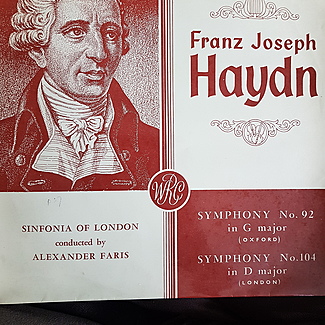 Franz Joseph
Haydn
WRC
SINFONIA OF LONDON
conducted by
ALEXANDER FARIS
SYMPHONY No. 92
in G major
(OXFORD)
SYMPHONY No. 104
in D major
(LONDON)